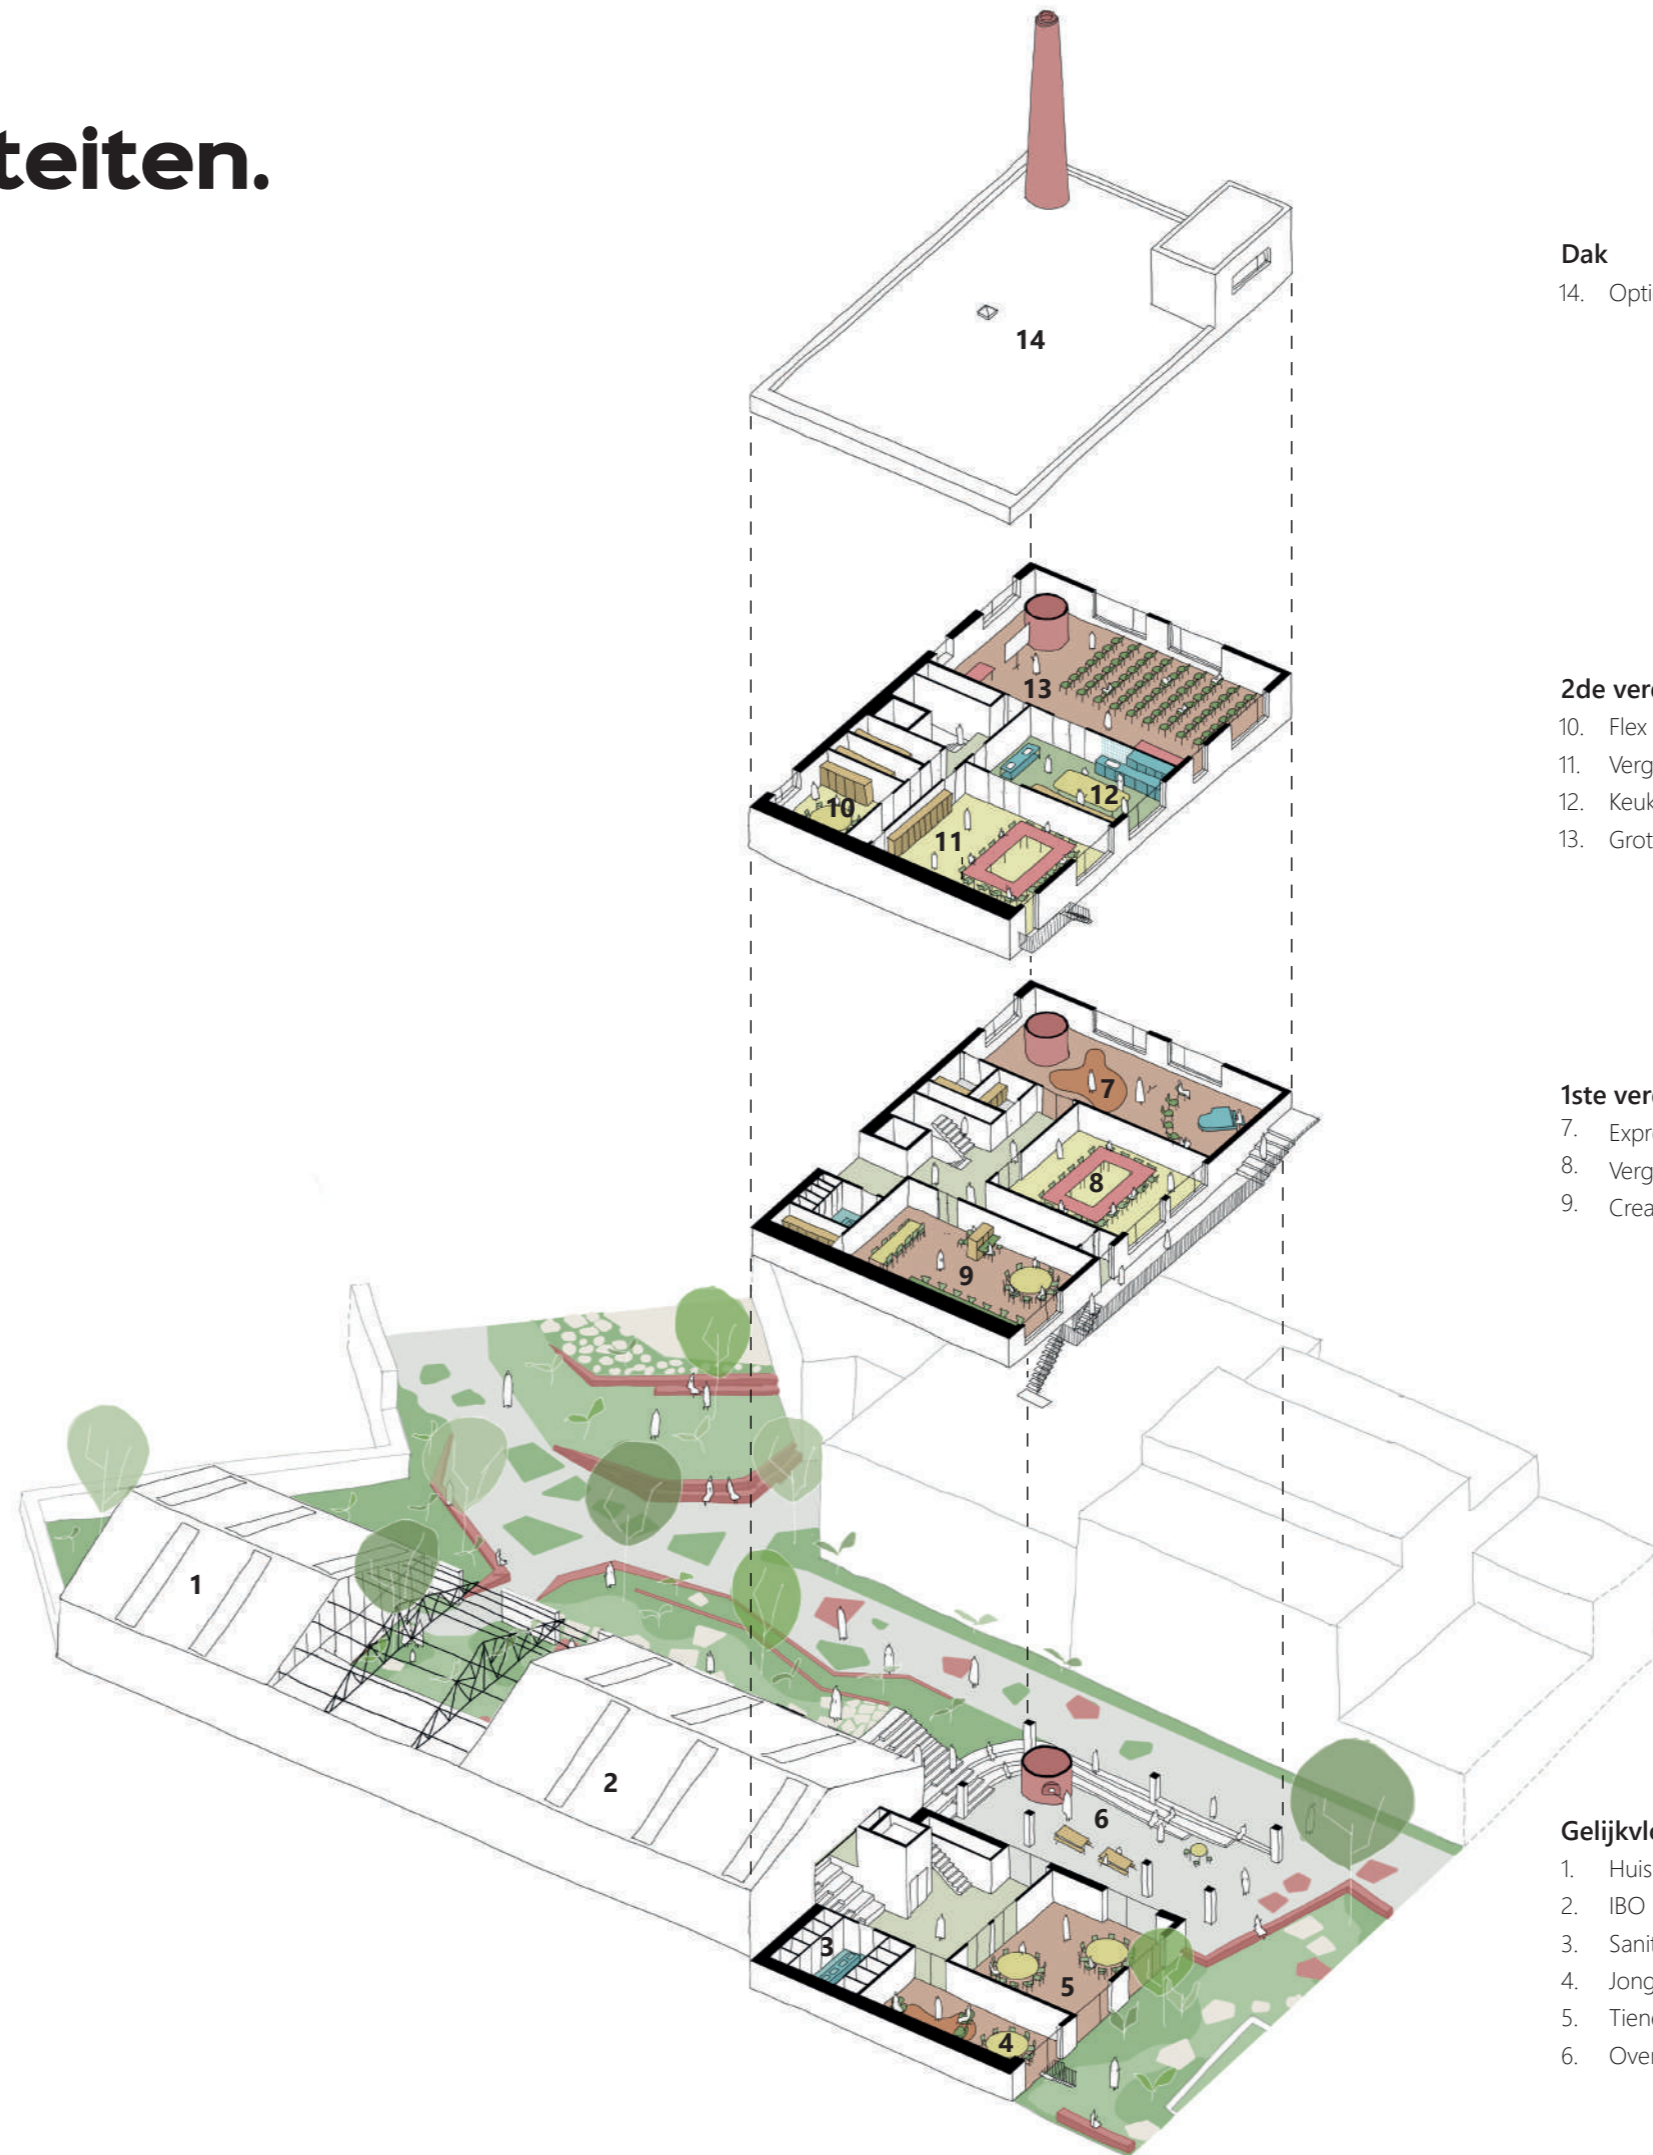 teiten.
Dak
14. Opti
14
2de ver
10. Flex
11. Verg
12. Keuk
13. Grot
13
12
10
11
1ste ver
7. Expr
8. Verg
9. Crea
7
8
9
1
2
6
3
5
4
Gelijkvl
1. Huis
2. IBO
3. Sanit
4. Jong
5. Tien
6. Over